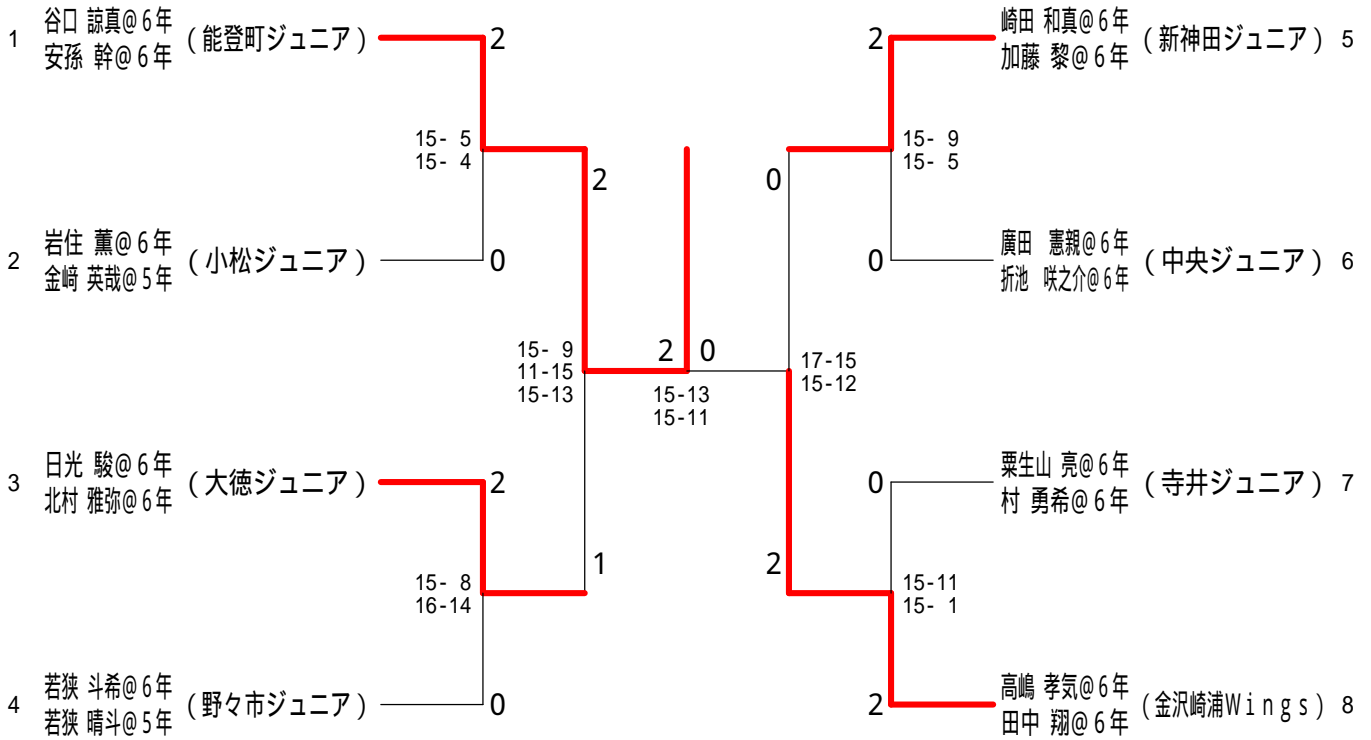 1 谷口 諒真@6年 (能登町ジュニア) 2
安孫 幹@6年
15- 5
15- 4
2
2 岩住 薫@6年 (小松ジュニア) 0
金﨑 英哉@5年
15- 9
11-15
15-13
3 日光 駿@6年 (大徳ジュニア) 2
北村 雅弥@6年
15- 8
16-14
1
4 若狭 斗希@6年 (野々市ジュニア) 0
若狭 晴斗@5年
2 0
15-13
15-11
2 崎田 和真@6年 (新神田ジュニア) 5
加藤 黎@6年
15- 9
15- 5
0
0 廣田 憲親@6年 (中央ジュニア) 6
折池 咲之介@6年
17-15
15-12
0 粟生山 亮@6年 (寺井ジュニア) 7
村 勇希@6年
15-11
15- 1
2
2 高嶋 孝気@6年 (金沢崎浦Wings) 8
田中 翔@6年